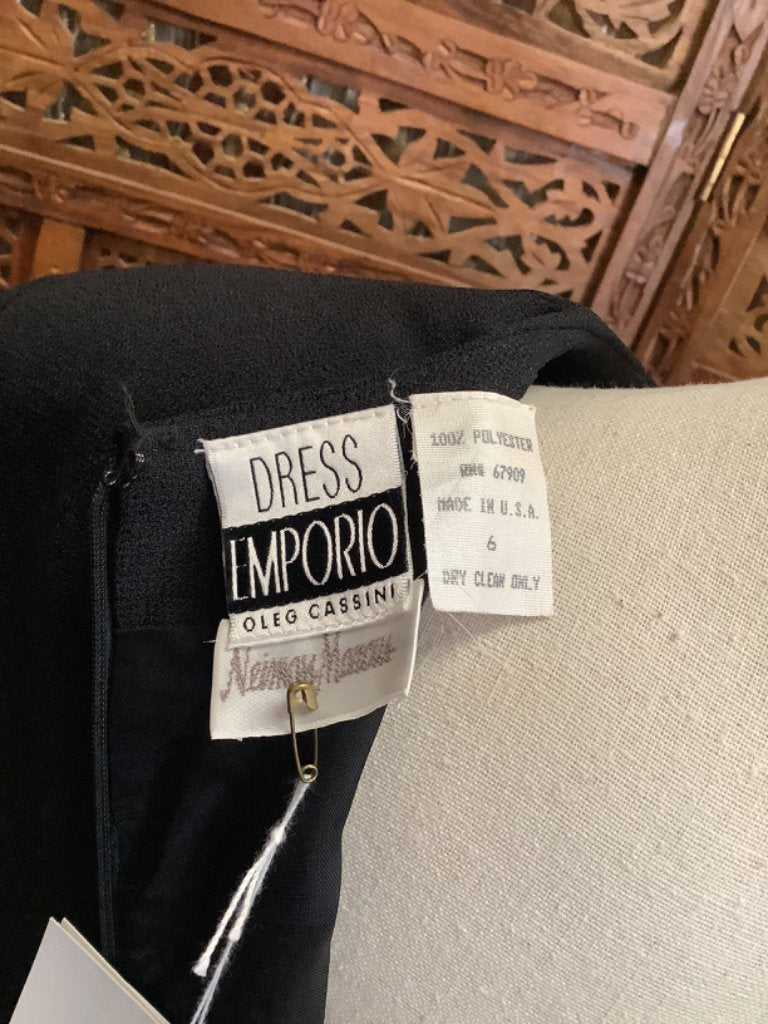 DRESS
EMPORIO
OLEG CASSINI
Neiman Marcus
100% POLYESTER
RN# 67909
MADE IN U.S.A.
6
DRY CLEAN ONLY